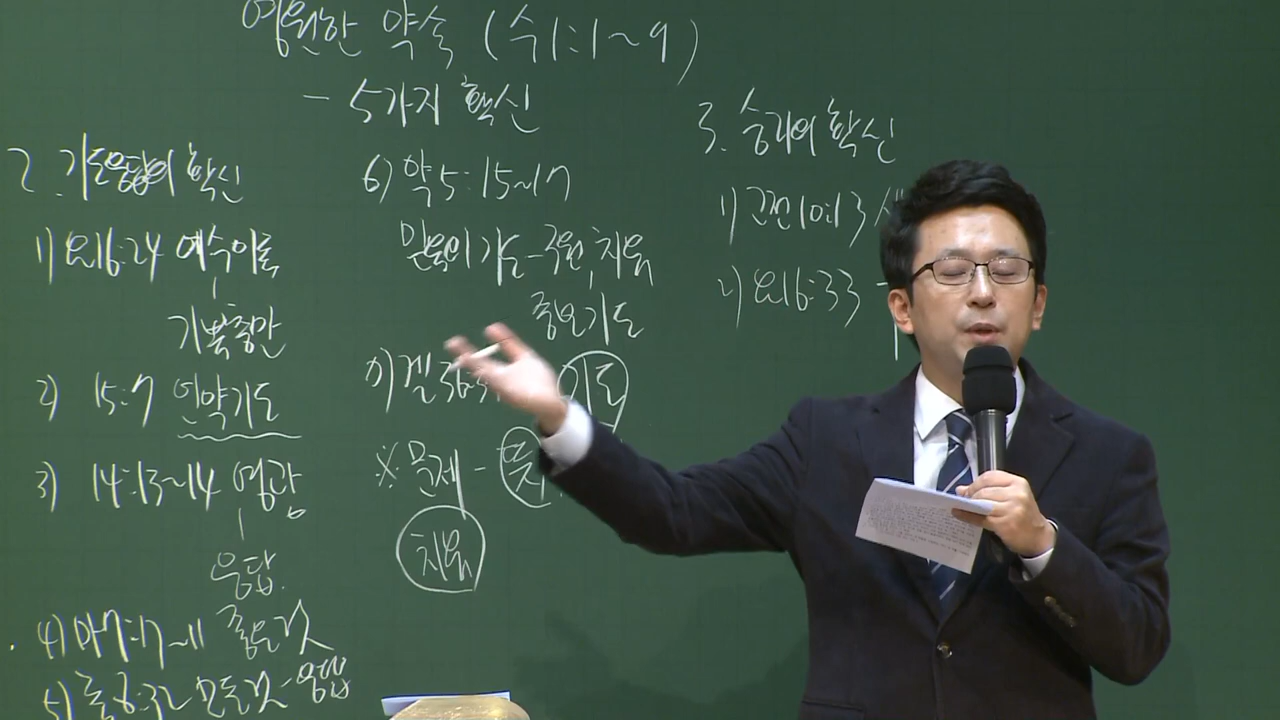 영원한 약속 (수1:1~9)
- 5가지 확신
2. 기도응답의 확신
1) 요16:24 예수이름
기쁨충만
2) 15:7 언약기도
3) 14:13~14 영광
응답.
4) 마7:7~11 좋은것
5) 롬8:32 모든것-응답
6) 약5:15~17
믿음의기도-구원, 치유
중요기도
7) 겔36:3 기도
※ 문제-
치유
3. 승리의 확신
1) 고전10:13
2) 요16:33